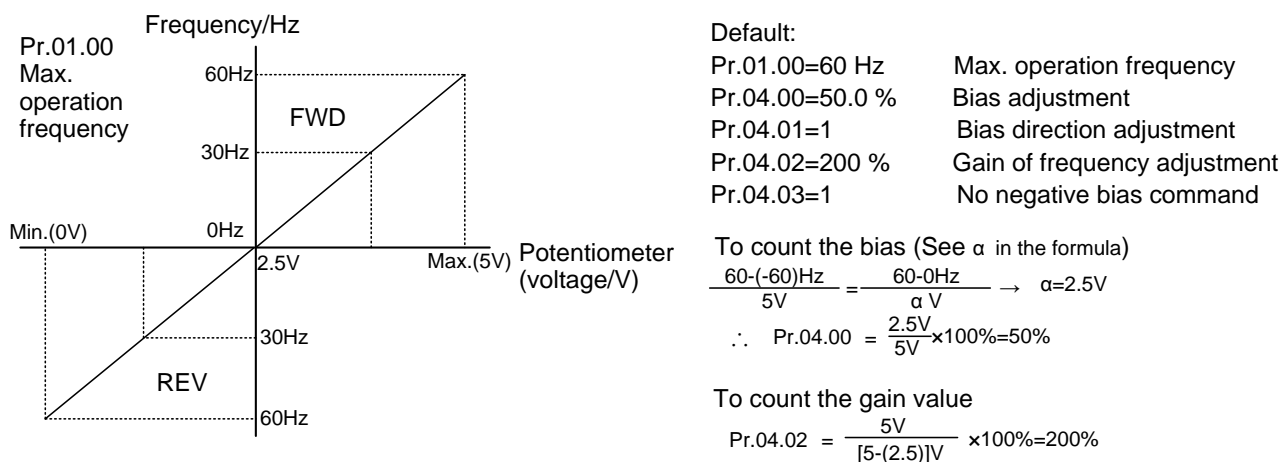 Frequency/Hz
Pr.01.00
Max.
operation
frequency
60Hz
FWD
30Hz
Min.(0V)
0Hz
2.5V
Max.(5V)
Potentiometer
(voltage/V)
30Hz
REV
60Hz
Default:
Pr.01.00=60 Hz Max. operation frequency
Pr.04.00=50.0 % Bias adjustment
Pr.04.01=1 Bias direction adjustment
Pr.04.02=200 % Gain of frequency adjustment
Pr.04.03=1 No negative bias command
To count the bias (See α in the formula)
60-(-60)Hz / 5V = 60-0Hz / α V → α=2.5V
∴ Pr.04.00 = 2.5V / 5V ×100%=50%
To count the gain value
Pr.04.02 = 5V / [5-(2.5)]V ×100%=200%